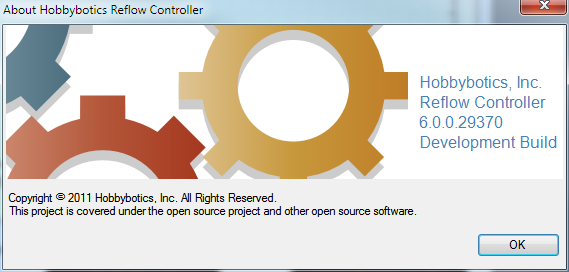 About Hobbybotics Reflow Controller
Hobbybotics, Inc.
Reflow Controller
6.0.0.29370
Development Build
Copyright © 2011 Hobbybotics, Inc. All Rights Reserved.
This project is covered under the open source project and other open source software.
OK